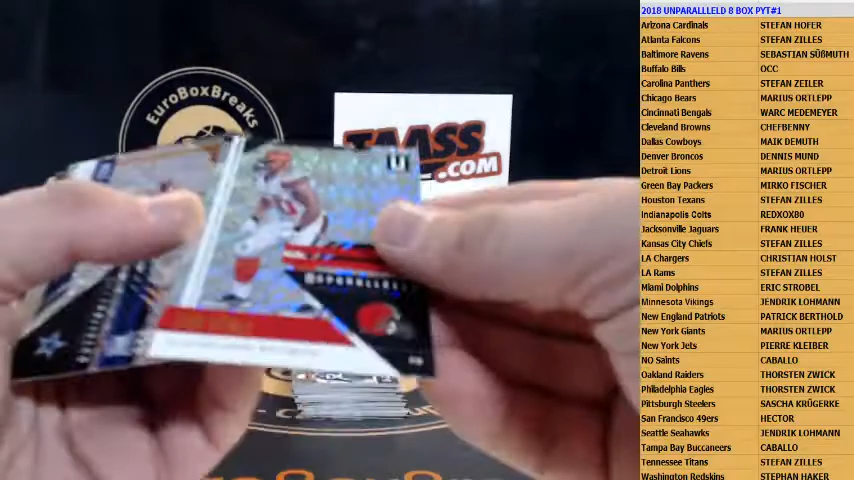 EuroBoxBreaks
TAASS
.COM
2018 UNPARALLLELD 8 BOX PYT#1
Arizona Cardinals STEFAN HOFER
Atlanta Falcons STEFAN ZILLES
Baltimore Ravens SEBASTIAN SÜßMUTH
Buffalo Bills OCC
Carolina Panthers STEFAN ZEILER
Chicago Bears MARIUS ORTLEPP
Cincinnati Bengals WARC MEDEMEYER
Cleveland Browns CHEFBENNY
Dallas Cowboys MAIK DEMUTH
Denver Broncos DENNIS MUND
Detroit Lions MARIUS ORTLEPP
Green Bay Packers MIRKO FISCHER
Houston Texans STEFAN ZILLES
Indianapolis Colts REDXOX80
Jacksonville Jaguars FRANK HEUER
Kansas City Chiefs STEFAN ZILLES
LA Chargers CHRISTIAN HOLST
LA Rams STEFAN ZILLES
Miami Dolphins ERIC STROBEL
Minnesota Vikings JENDRIK LOHMANN
New England Patriots PATRICK BERTHOLD
New York Giants MARIUS ORTLEPP
New York Jets PIERRE KLEIBER
NO Saints CABALLO
Oakland Raiders THORSTEN ZWICK
Philadelphia Eagles THORSTEN ZWICK
Pittsburgh Steelers SASCHA KRÜGERKE
San Francisco 49ers HECTOR
Seattle Seahawks JENDRIK LOHMANN
Tampa Bay Buccaneers CABALLO
Tennessee Titans STEFAN ZILLES
Washington Redskins STEPHAN HAKER